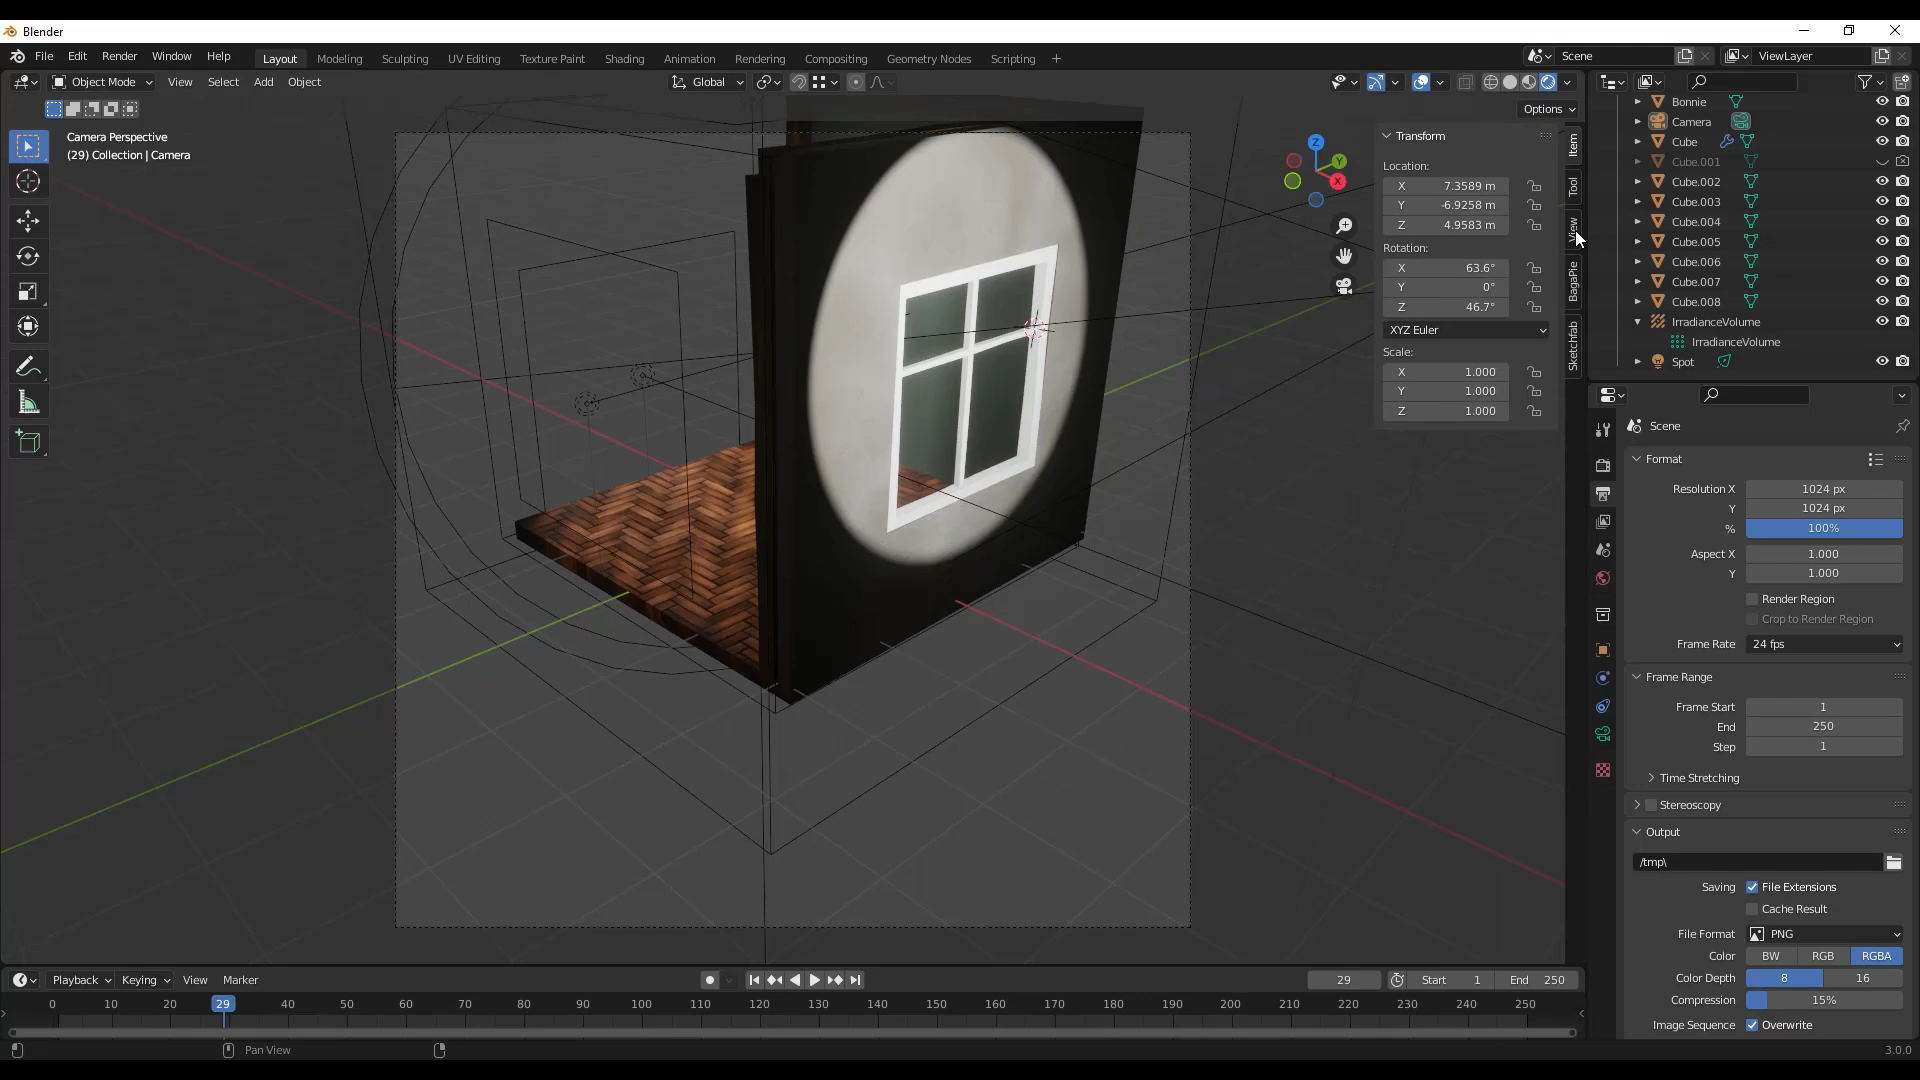 Blender
File Edit Render Window Help Layout Modeling Sculpting UV Editing Texture Paint Shading Animation Rendering Compositing Geometry Nodes Scripting + Scene ViewLayer
Object Mode View Select Add Object Global
Options
Camera Perspective
(29) Collection | Camera
Z
Y
X
Transform
Location:
X 7.3589 m
Y -6.9258 m
Z 4.9583 m
Rotation:
X 63.6°
Y 0°
Z 46.7°
XYZ Euler
Scale:
X 1.000
Y 1.000
Z 1.000
Item
Tool
View
BagaPie
Sketchfab
Bonnie
Camera
Cube
Cube.001
Cube.002
Cube.003
Cube.004
Cube.005
Cube.006
Cube.007
Cube.008
IrradianceVolume
IrradianceVolume
Spot
Scene
Format
Resolution X 1024 px
Y 1024 px
% 100%
Aspect X 1.000
Y 1.000
Render Region
Crop to Render Region
Frame Rate 24 fps
Frame Range
Frame Start 1
End 250
Step 1
Time Stretching
Stereoscopy
Output
/tmp\
Saving File Extensions
Cache Result
File Format PNG
Color BW RGB RGBA
Color Depth 8 16
Compression 15%
Image Sequence Overwrite
Playback Keying View Marker 29 Start 1 End 250
0 10 20 29 40 50 60 70 80 90 100 110 120 130 140 150 160 170 180 190 200 210 220 230 240 250
Pan View 3.0.0